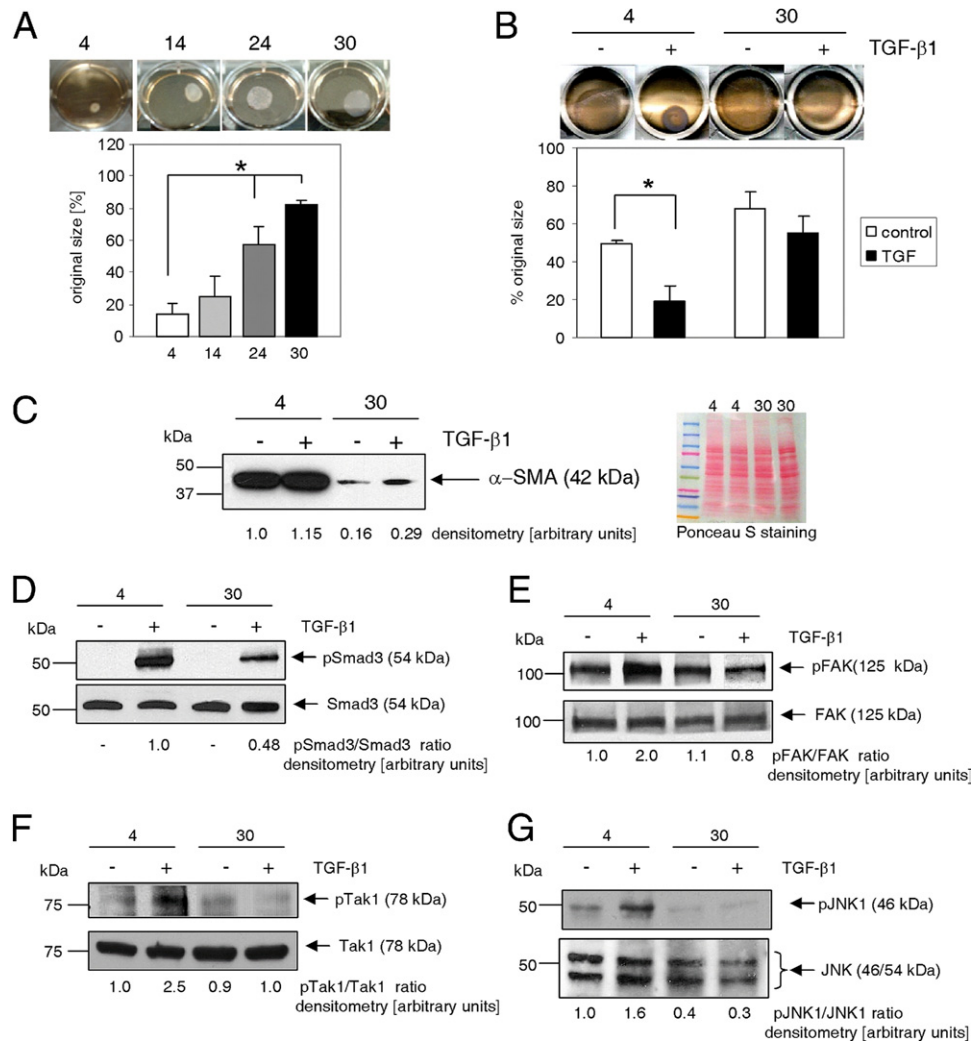 A
4 14 24 30
original size [%]
120
100
80
60
40
20
0
*
4 14 24 30
B
4 30
- + - + TGF-β1
% original size
100
80
60
40
20
0
*
control
TGF
C
4 30
kDa - + - + TGF-β1
50
37
α–SMA (42 kDa)
1.0 1.15 0.16 0.29 densitometry [arbitrary units]
4 4 30 30
Ponceau S staining
D
4 30
kDa - + - + TGF-β1
50 pSmad3 (54 kDa)
50 Smad3 (54 kDa)
- 1.0 - 0.48 pSmad3/Smad3 ratio
densitometry [arbitrary units]
E
4 30
kDa - + - + TGF-β1
100 pFAK(125 kDa)
100 FAK (125 kDa)
1.0 2.0 1.1 0.8 pFAK/FAK ratio
densitometry [arbitrary units]
F
4 30
kDa - + - + TGF-β1
75 pTak1 (78 kDa)
75 Tak1 (78 kDa)
1.0 2.5 0.9 1.0 pTak1/Tak1 ratio
densitometry [arbitrary units]
G
4 30
kDa - + - + TGF-β1
50 pJNK1 (46 kDa)
50 JNK (46/54 kDa)
1.0 1.6 0.4 0.3 pJNK1/JNK1 ratio
densitometry [arbitrary units]